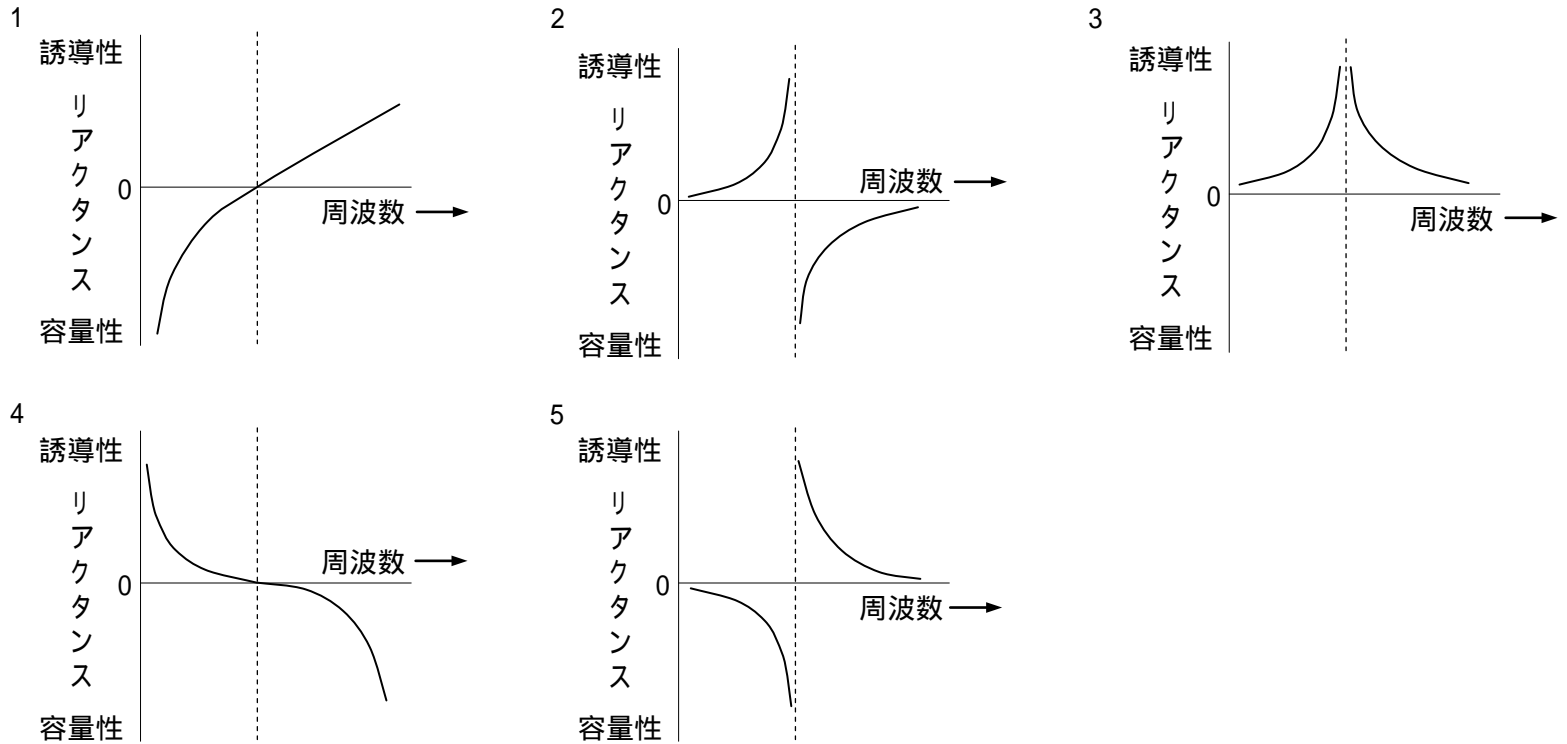 1
誘導性
リアクタンス
0
周波数
容量性
2
誘導性
リアクタンス
周波数
0
容量性
3
誘導性
リアクタンス
0
周波数
容量性
4
誘導性
リアクタンス
周波数
0
容量性
5
誘導性
リアクタンス
0
周波数
容量性